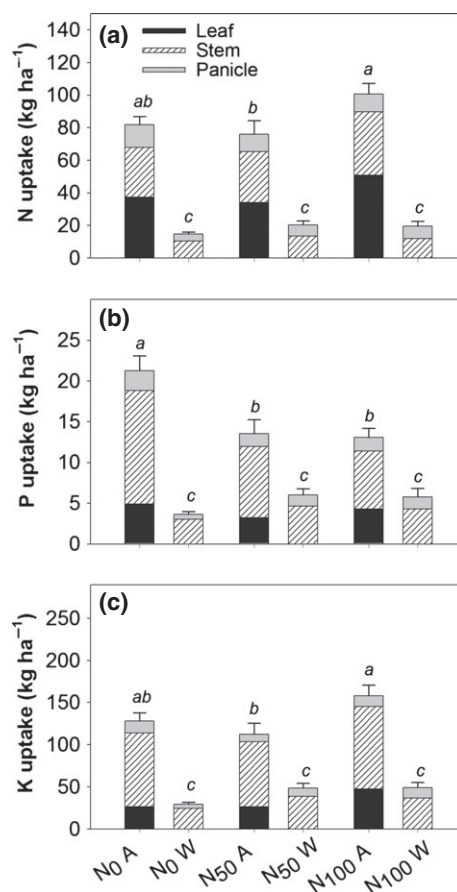 (a)
Leaf
Stem
Panicle
N uptake (kg ha⁻¹)
140
120
100
80
60
40
20
0
ab
c
b
c
a
c
(b)
P uptake (kg ha⁻¹)
25
20
15
10
5
0
a
c
b
c
b
c
(c)
K uptake (kg ha⁻¹)
250
200
150
100
50
0
ab
c
b
c
a
c
N₀ A
N₀ W
N₅₀ A
N₅₀ W
N₁₀₀ A
N₁₀₀ W